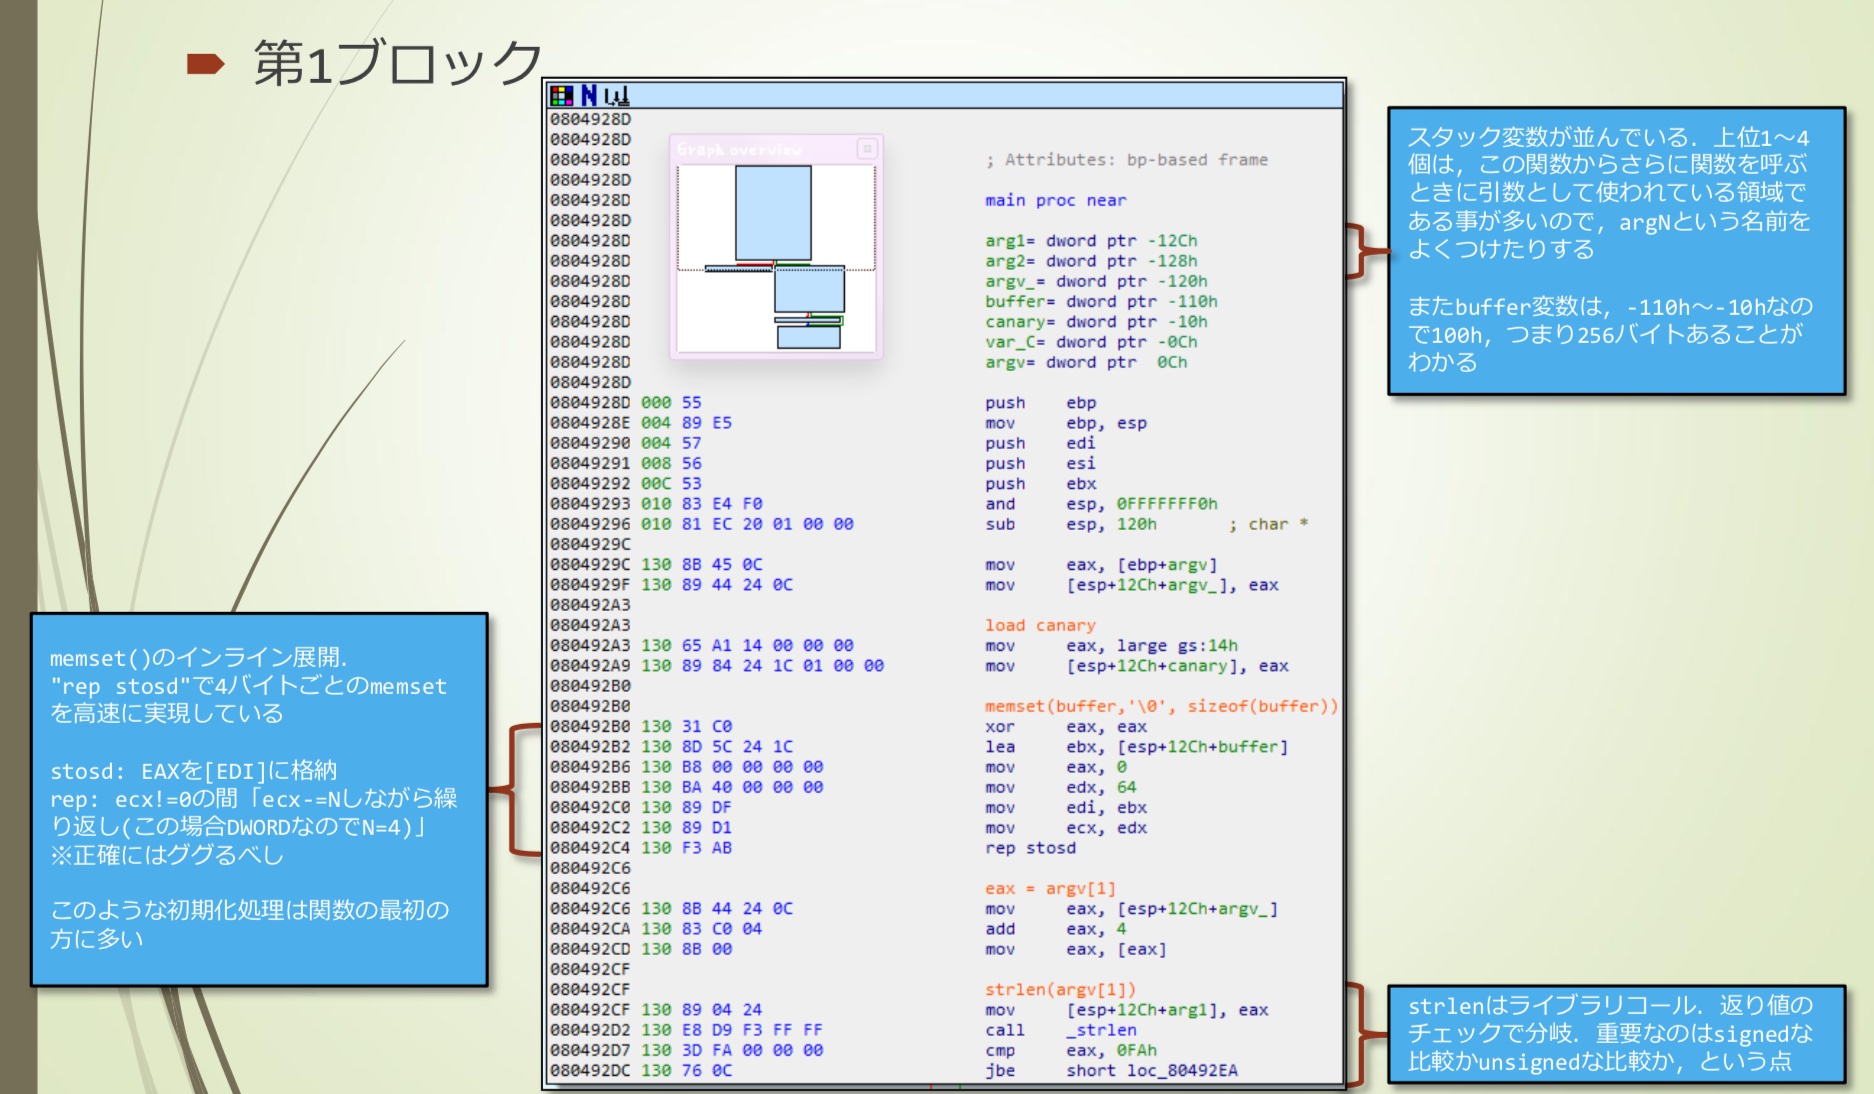 第1ブロック
0804928D
0804928D
0804928D ; Attributes: bp-based frame
0804928D
0804928D main proc near
0804928D
0804928D arg1= dword ptr -12Ch
0804928D arg2= dword ptr -128h
0804928D argv_= dword ptr -120h
0804928D buffer= dword ptr -110h
0804928D canary= dword ptr -10h
0804928D var_C= dword ptr -0Ch
0804928D argv= dword ptr  0Ch
0804928D
0804928D 000 55 push ebp
0804928E 004 89 E5 mov ebp, esp
08049290 004 57 push edi
08049291 008 56 push esi
08049292 00C 53 push ebx
08049293 010 83 E4 F0 and esp, 0FFFFFFF0h
08049296 010 81 EC 20 01 00 00 sub esp, 120h ; char *
0804929C
0804929C 130 8B 45 0C mov eax, [ebp+argv]
0804929F 130 89 44 24 0C mov [esp+12Ch+argv_], eax
080492A3
080492A3 load canary
080492A3 130 65 A1 14 00 00 00 mov eax, large gs:14h
080492A9 130 89 84 24 1C 01 00 00 mov [esp+12Ch+canary], eax
080492B0
080492B0 memset(buffer,'\0', sizeof(buffer))
080492B0 130 31 C0 xor eax, eax
080492B2 130 8D 5C 24 1C lea ebx, [esp+12Ch+buffer]
080492B6 130 B8 00 00 00 00 mov eax, 0
080492BB 130 BA 40 00 00 00 mov edx, 64
080492C0 130 89 DF mov edi, ebx
080492C2 130 89 D1 mov ecx, edx
080492C4 130 F3 AB rep stosd
080492C6
080492C6 eax = argv[1]
080492C6 130 8B 44 24 0C mov eax, [esp+12Ch+argv_]
080492CA 130 83 C0 04 add eax, 4
080492CD 130 8B 00 mov eax, [eax]
080492CF
080492CF strlen(argv[1])
080492CF 130 89 04 24 mov [esp+12Ch+arg1], eax
080492D2 130 E8 D9 F3 FF FF call _strlen
080492D7 130 3D FA 00 00 00 cmp eax, 0FAh
080492DC 130 76 0C jbe short loc_80492EA
Graph overview
スタック変数が並んでいる．上位1～4
個は，この関数からさらに関数を呼ぶ
ときに引数として使われている領域で
ある事が多いので，argNという名前を
よくつけたりする
またbuffer変数は，-110h～-10hなの
で100h，つまり256バイトあることが
わかる
memset()のインライン展開．
"rep stosd"で4バイトごとのmemset
を高速に実現している
stosd: EAXを[EDI]に格納
rep: ecx!=0の間「ecx-=Nしながら繰
り返し(この場合DWORDなのでN=4)」
※正確にはググるべし
このような初期化処理は関数の最初の
方に多い
strlenはライブラリコール．返り値の
チェックで分岐．重要なのはsignedな
比較かunsignedな比較か，という点